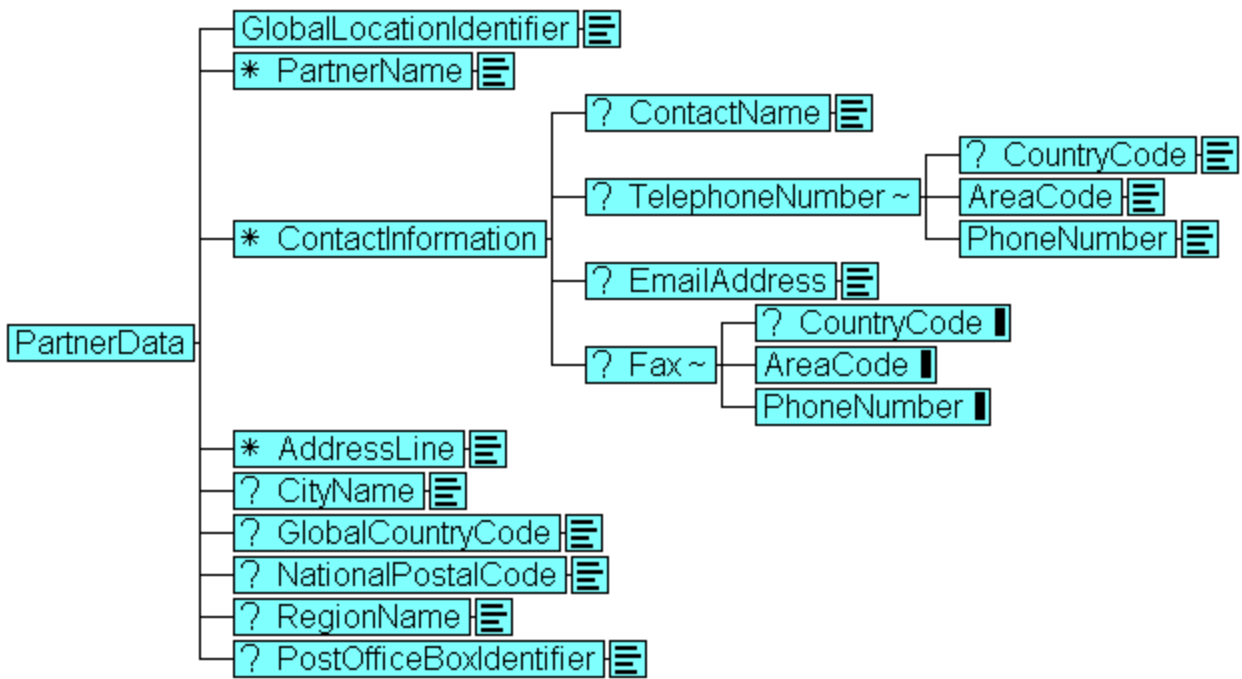 GlobalLocationIdentifier
* PartnerName
? ContactName
? CountryCode
? TelephoneNumber ~
AreaCode
* ContactInformation
PhoneNumber
? EmailAddress
? CountryCode
PartnerData
? Fax ~
AreaCode
PhoneNumber
* AddressLine
? CityName
? GlobalCountryCode
? NationalPostalCode
? RegionName
? PostOfficeBoxIdentifier